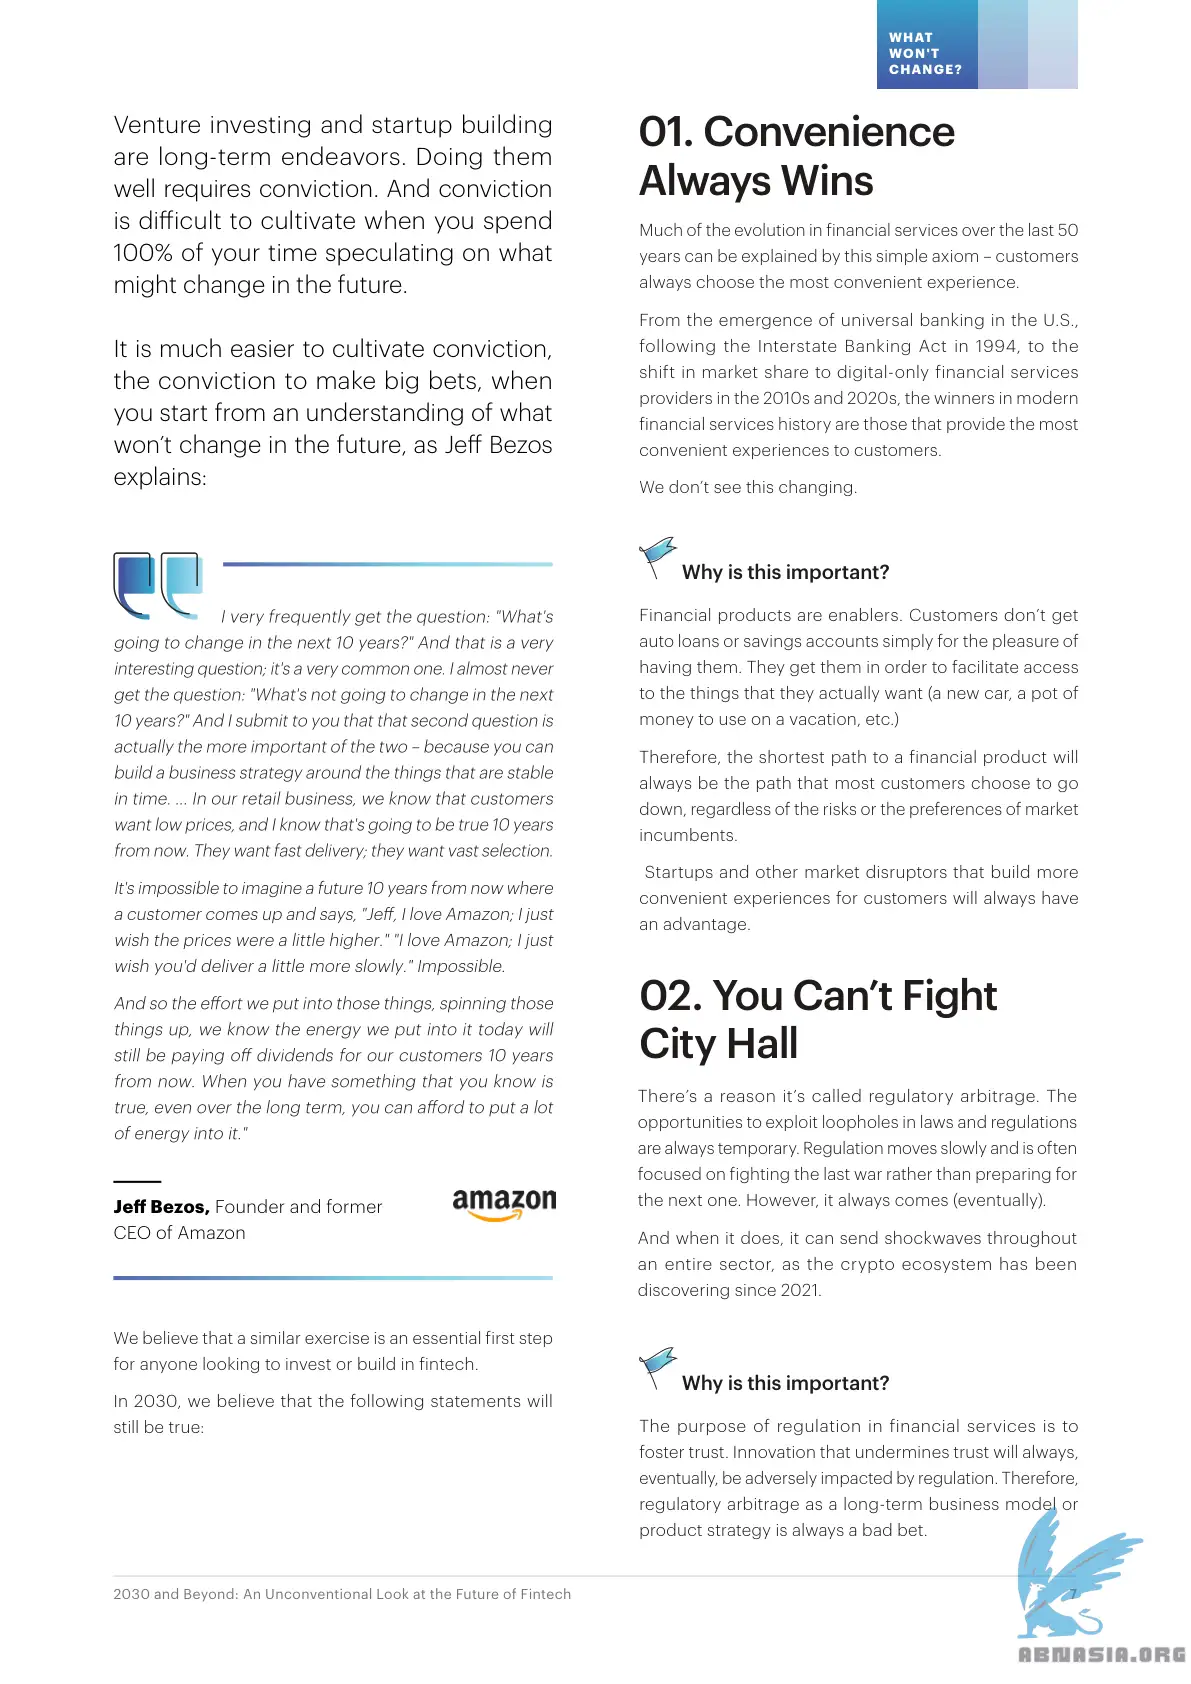 WHAT
WON'T
CHANGE?
Venture investing and startup building
are long-term endeavors. Doing them
well requires conviction. And conviction
is difficult to cultivate when you spend
100% of your time speculating on what
might change in the future.
It is much easier to cultivate conviction,
the conviction to make big bets, when
you start from an understanding of what
won’t change in the future, as Jeff Bezos
explains:
I very frequently get the question: "What's
going to change in the next 10 years?" And that is a very
interesting question; it's a very common one. I almost never
get the question: "What's not going to change in the next
10 years?" And I submit to you that that second question is
actually the more important of the two – because you can
build a business strategy around the things that are stable
in time. ... In our retail business, we know that customers
want low prices, and I know that's going to be true 10 years
from now. They want fast delivery; they want vast selection.
It's impossible to imagine a future 10 years from now where
a customer comes up and says, "Jeff, I love Amazon; I just
wish the prices were a little higher." "I love Amazon; I just
wish you'd deliver a little more slowly." Impossible.
And so the effort we put into those things, spinning those
things up, we know the energy we put into it today will
still be paying off dividends for our customers 10 years
from now. When you have something that you know is
true, even over the long term, you can afford to put a lot
of energy into it."
Jeff Bezos, Founder and former
CEO of Amazon
amazon
We believe that a similar exercise is an essential first step
for anyone looking to invest or build in fintech.
In 2030, we believe that the following statements will
still be true:
01. Convenience
Always Wins
Much of the evolution in financial services over the last 50
years can be explained by this simple axiom – customers
always choose the most convenient experience.
From the emergence of universal banking in the U.S.,
following the Interstate Banking Act in 1994, to the
shift in market share to digital-only financial services
providers in the 2010s and 2020s, the winners in modern
financial services history are those that provide the most
convenient experiences to customers.
We don’t see this changing.
Why is this important?
Financial products are enablers. Customers don’t get
auto loans or savings accounts simply for the pleasure of
having them. They get them in order to facilitate access
to the things that they actually want (a new car, a pot of
money to use on a vacation, etc.)
Therefore, the shortest path to a financial product will
always be the path that most customers choose to go
down, regardless of the risks or the preferences of market
incumbents.
Startups and other market disruptors that build more
convenient experiences for customers will always have
an advantage.
02. You Can’t Fight
City Hall
There’s a reason it’s called regulatory arbitrage. The
opportunities to exploit loopholes in laws and regulations
are always temporary. Regulation moves slowly and is often
focused on fighting the last war rather than preparing for
the next one. However, it always comes (eventually).
And when it does, it can send shockwaves throughout
an entire sector, as the crypto ecosystem has been
discovering since 2021.
Why is this important?
The purpose of regulation in financial services is to
foster trust. Innovation that undermines trust will always,
eventually, be adversely impacted by regulation. Therefore,
regulatory arbitrage as a long-term business model or
product strategy is always a bad bet.
2030 and Beyond: An Unconventional Look at the Future of Fintech
7
ABNASIA.ORG